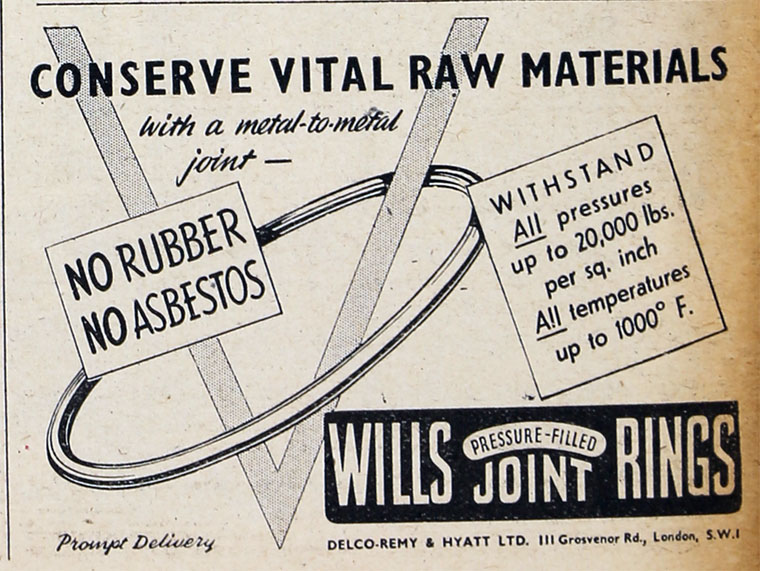 CONSERVE VITAL RAW MATERIALS
with a metal-to-metal
joint —
NO RUBBER
NO ASBESTOS
WITHSTAND
All pressures
up to 20,000 lbs.
per sq. inch
All temperatures
up to 1000° F.
WILLS PRESSURE-FILLED JOINT RINGS
Prompt Delivery
DELCO-REMY & HYATT LTD. 111 Grosvenor Rd., London, S.W.1